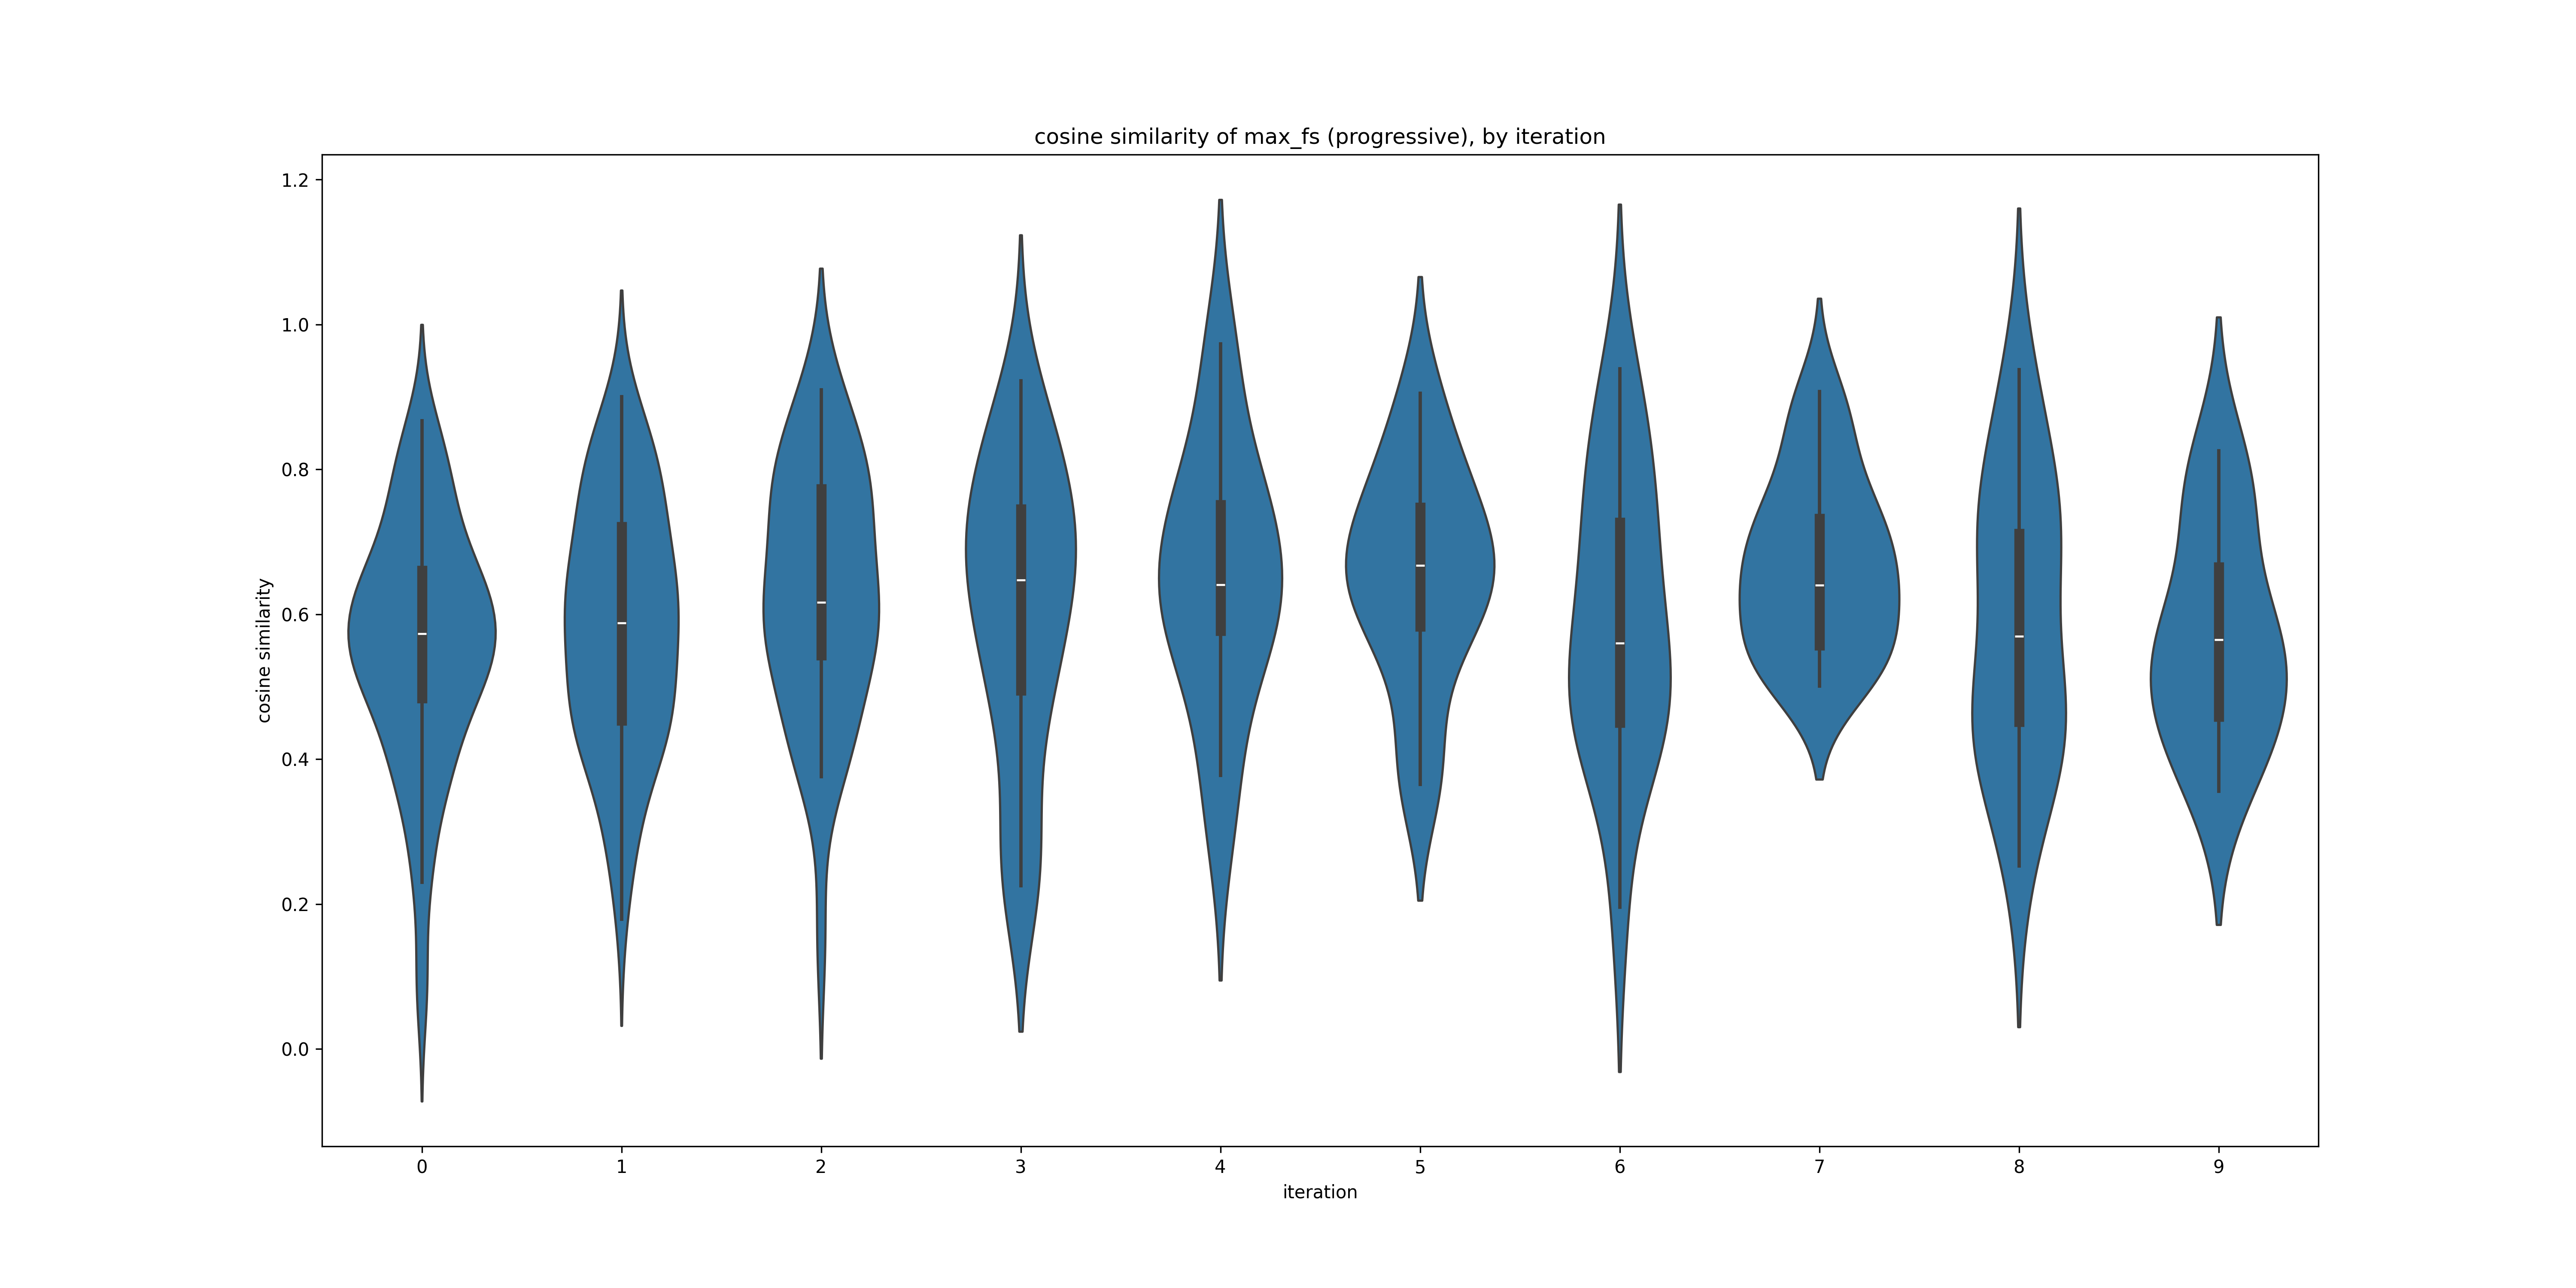 cosine similarity of max_fs (progressive), by iteration
1.2
1.0
0.8
0.6
0.4
0.2
0.0
cosine similarity
0 1 2 3 4 5 6 7 8 9
iteration